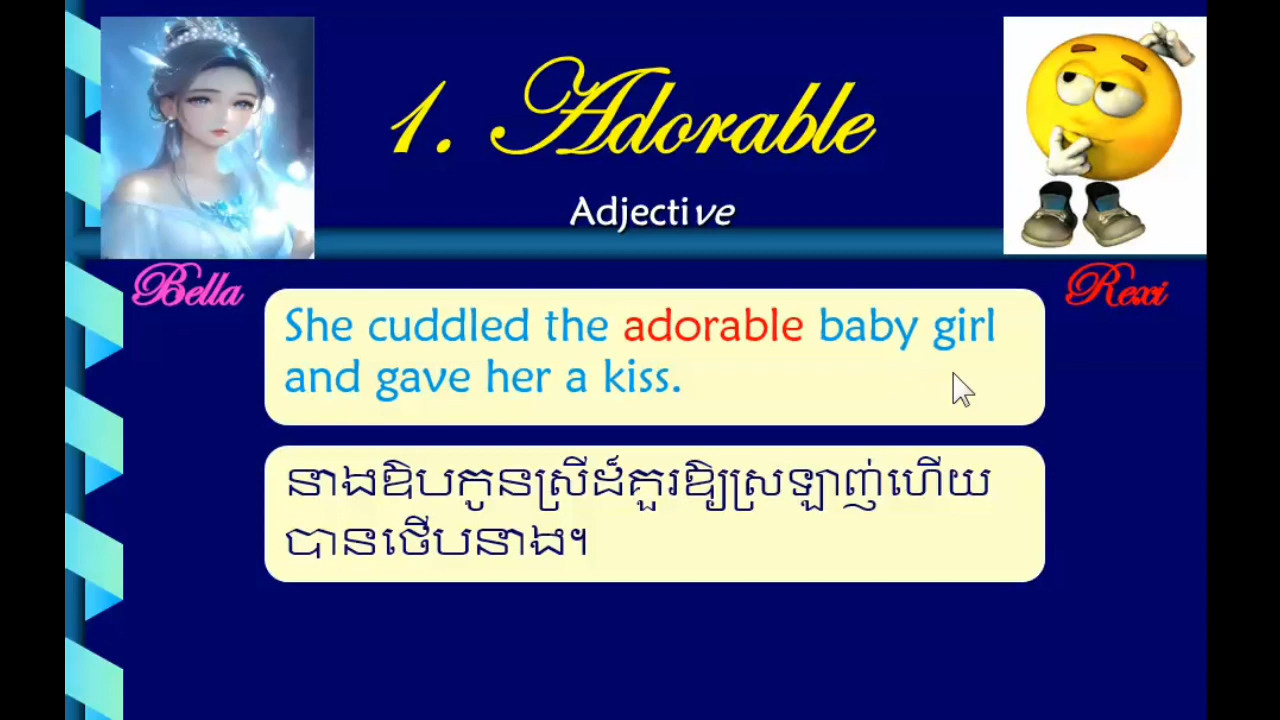 1. Adorable
Adjective
Bella
Rexi
She cuddled the adorable baby girl
and gave her a kiss.
នាងឱបកូនស្រីដ៏គួរឱ្យស្រឡាញ់ហើយ
បានថើបនាង។